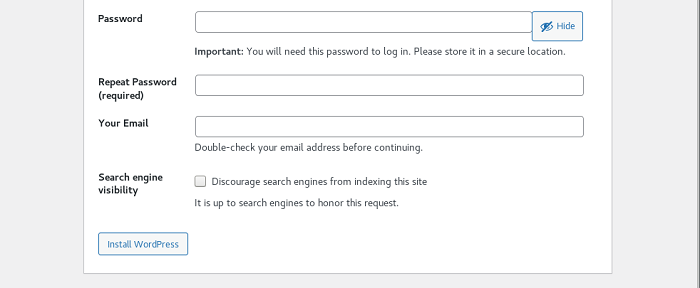 Password
Hide
Important: You will need this password to log in. Please store it in a secure location.
Repeat Password
(required)
Your Email
Double-check your email address before continuing.
Search engine
visibility
Discourage search engines from indexing this site
It is up to search engines to honor this request.
Install WordPress